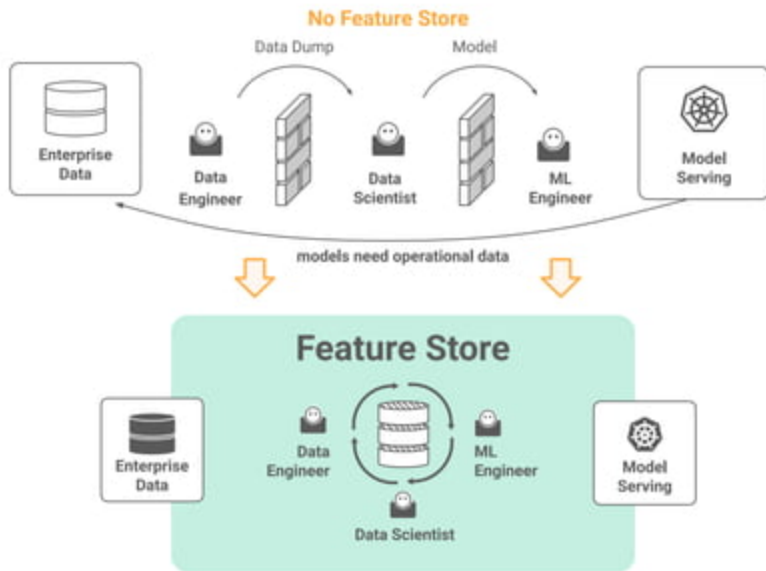 No Feature Store
Data Dump
Model
Enterprise
Data
Data
Engineer
Data
Scientist
ML
Engineer
Model
Serving
models need operational data
Feature Store
Enterprise
Data
Data
Engineer
ML
Engineer
Data Scientist
Model
Serving